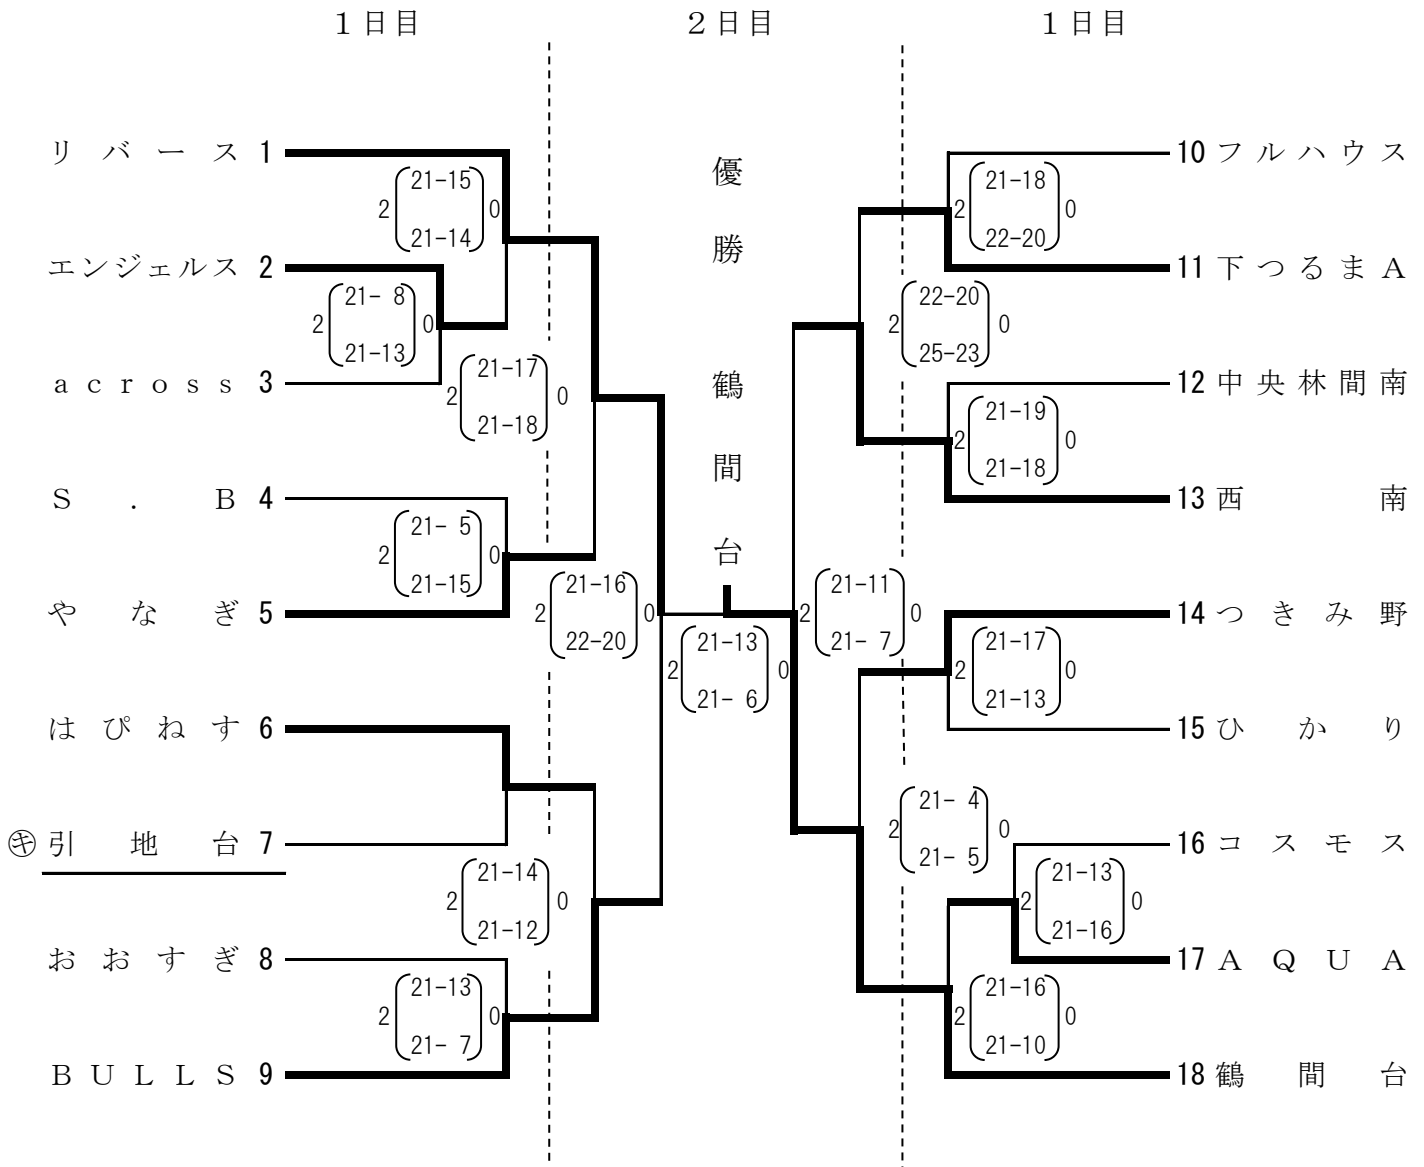 １日目 ２日目 １日目
リバース 1
21-15
2 0
21-14
エンジェルス 2
21- 8
2 0
21-13
ａｃｒｏｓｓ 3
21-17
2 0
21-18
Ｓ．Ｂ 4
21- 5
2 0
21-15
やなぎ 5
21-16
2 0
22-20
はぴねす 6
㋖引地台 7
21-14
2 0
21-12
おおすぎ 8
21-13
2 0
21- 7
ＢＵＬＬＳ 9
優勝 鶴間台
21-13
2 0
21- 6
10 フルハウス
21-18
2 0
22-20
11 下つるまＡ
22-20
2 0
25-23
12 中央林間南
21-19
2 0
21-18
13 西南
21-11
2 0
21- 7
14 つきみ野
21-17
2 0
21-13
15 ひかり
21- 4
2 0
21- 5
16 コスモス
21-13
2 0
21-16
17 ＡＱＵＡ
21-16
2 0
21-10
18 鶴間台